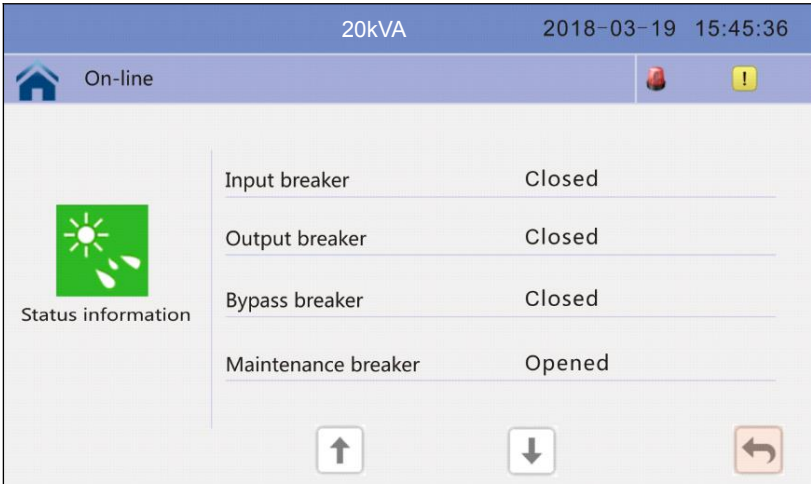 20kVA 2018-03-19 15:45:36
On-line !
Input breaker Closed
Output breaker Closed
Bypass breaker Closed
Status information
Maintenance breaker Opened